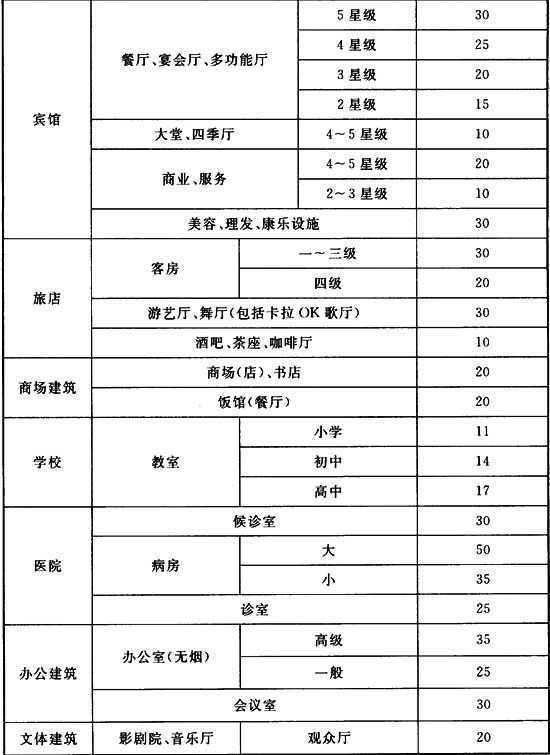 宾馆 餐厅、宴会厅、多功能厅 5 星级 30
4 星级 25
3 星级 20
2 星级 15
大堂、四季厅 4～5 星级 10
商业、服务 4～5 星级 20
2～3 星级 10
美容、理发、康乐设施 30
旅店 客房 一～三级 30
四级 20
游艺厅、舞厅(包括卡拉 OK 歌厅) 30
酒吧、茶座、咖啡厅 10
商场建筑 商场(店)、书店 20
饭馆(餐厅) 20
学校 教室 小学 11
初中 14
高中 17
医院 候诊室 30
病房 大 50
小 35
诊室 25
办公建筑 办公室(无烟) 高级 35
一般 25
会议室 30
文体建筑 影剧院、音乐厅 观众厅 20